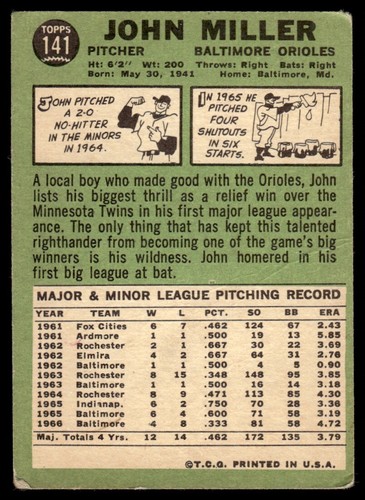 TOPPS
141
JOHN MILLER
PITCHER BALTIMORE ORIOLES
Ht: 6'2" Wt: 200 Throws: Right Bats: Right
Born: May 30, 1941 Home: Baltimore, Md.
JOHN PITCHED
A 2-0
NO-HITTER
IN THE MINORS
IN 1964.
IN 1965 HE
PITCHED
FOUR
SHUTOUTS
IN SIX
STARTS.
A local boy who made good with the Orioles, John
lists his biggest thrill as a relief win over the
Minnesota Twins in his first major league appear-
ance. The only thing that has kept this talented
righthander from becoming one of the game's big
winners is his wildness. John homered in his
first big league at bat.
MAJOR & MINOR LEAGUE PITCHING RECORD
YEAR TEAM W L PCT. SO BB ERA
1961 Fox Cities 6 7 .462 124 67 2.43
1961 Ardmore 1 1 .500 19 13 5.85
1962 Rochester 2 1 .667 30 22 3.69
1962 Elmira 4 2 .667 64 31 2.76
1962 Baltimore 1 1 .500 4 5 0.90
1963 Rochester 8 15 .348 148 95 3.85
1963 Baltimore 1 1 .500 16 14 3.18
1964 Rochester 8 9 .471 113 85 4.30
1965 Indianap. 6 2 .750 70 28 3.36
1965 Baltimore 6 4 .600 71 58 3.19
1966 Baltimore 4 8 .333 81 52 4.72
Maj. Totals 4 Yrs. 12 14 .462 172 135 3.79
©T.C.G. PRINTED IN U.S.A.